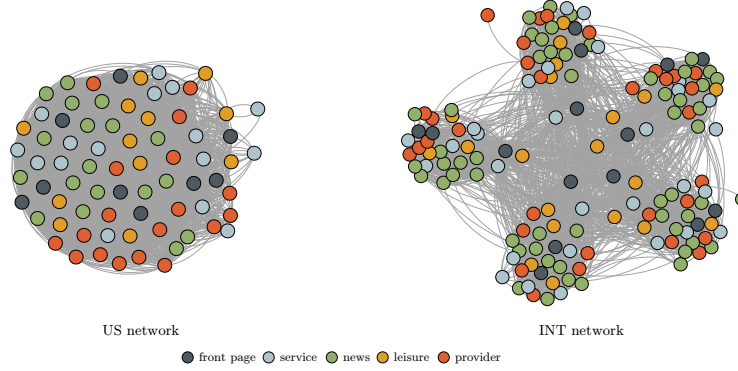 US network
INT network
front page
service
news
leisure
provider